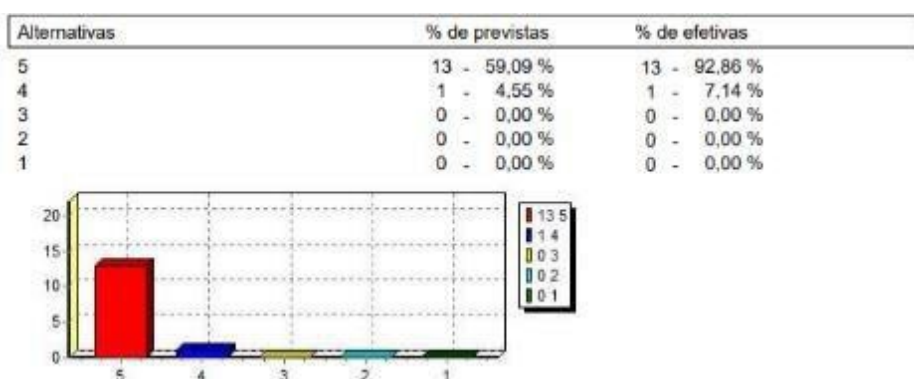 Alternativas % de previstas % de efetivas
5 13 - 59,09 % 13 - 92,86 %
4 1 - 4,55 % 1 - 7,14 %
3 0 - 0,00 % 0 - 0,00 %
2 0 - 0,00 % 0 - 0,00 %
1 0 - 0,00 % 0 - 0,00 %
20
15
10
5
0
5 4 3 2 1
13 5
1 4
0 3
0 2
0 1